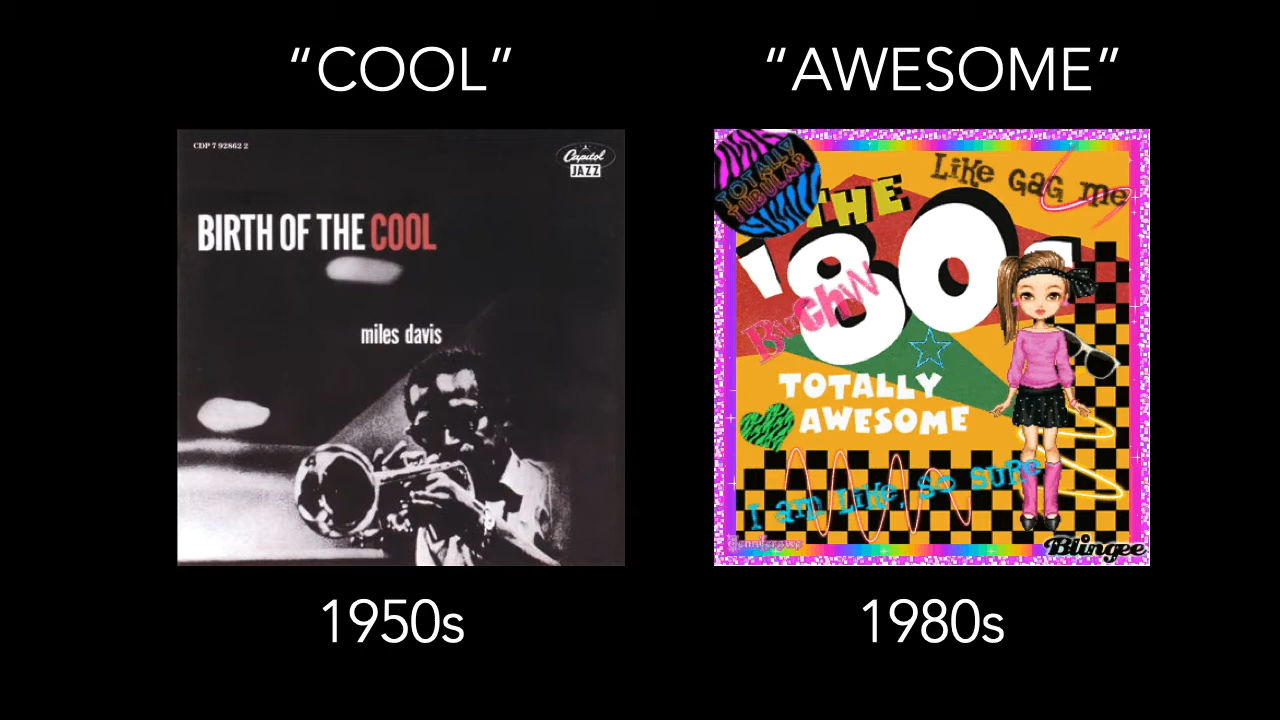 “COOL”
“AWESOME”
CDP 7 92862 2
Capitol
JAZZ
BIRTH OF THE COOL
miles davis
TOTALLY
TUBULAR
Like GAG me
THE
'80s
TOTALLY
AWESOME
I am Like, so SURE
Blingee
1950s
1980s